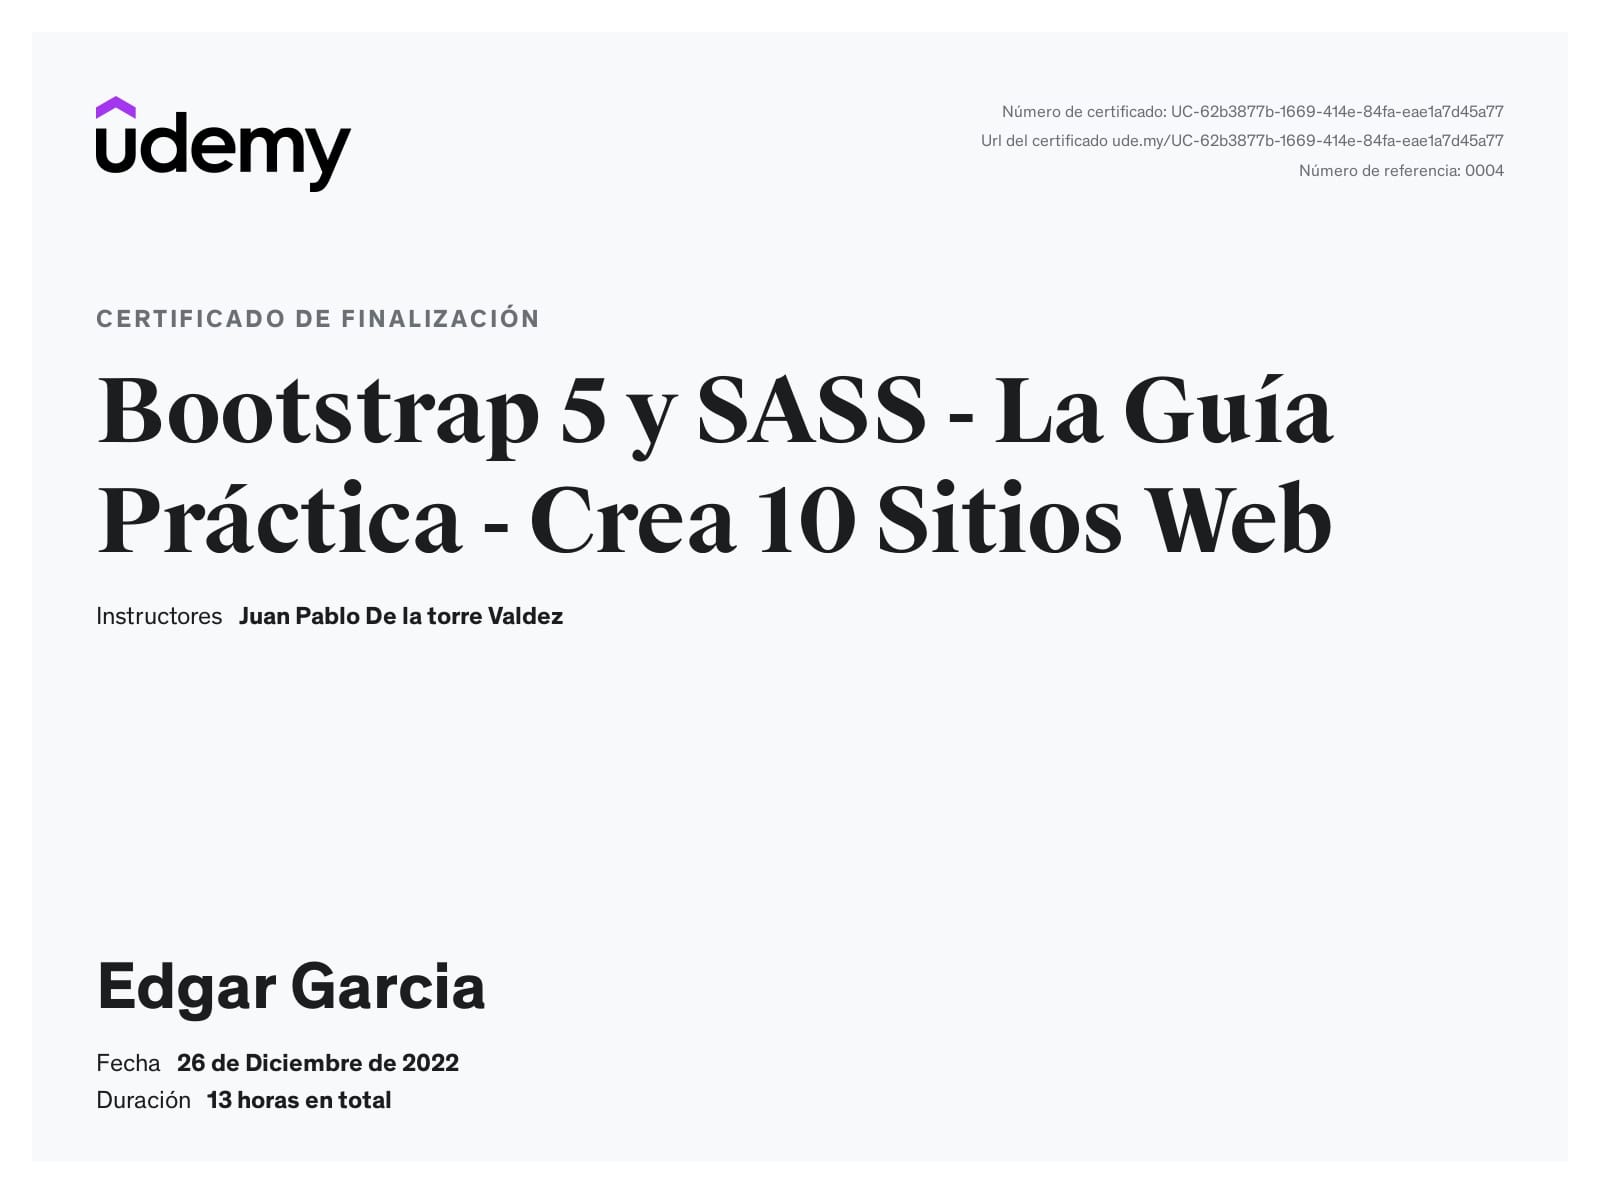 udemy
Número de certificado: UC-62b3877b-1669-414e-84fa-eae1a7d45a77
Url del certificado ude.my/UC-62b3877b-1669-414e-84fa-eae1a7d45a77
Número de referencia: 0004
CERTIFICADO DE FINALIZACIÓN
Bootstrap 5 y SASS - La Guía
Práctica - Crea 10 Sitios Web
Instructores Juan Pablo De la torre Valdez
Edgar Garcia
Fecha 26 de Diciembre de 2022
Duración 13 horas en total